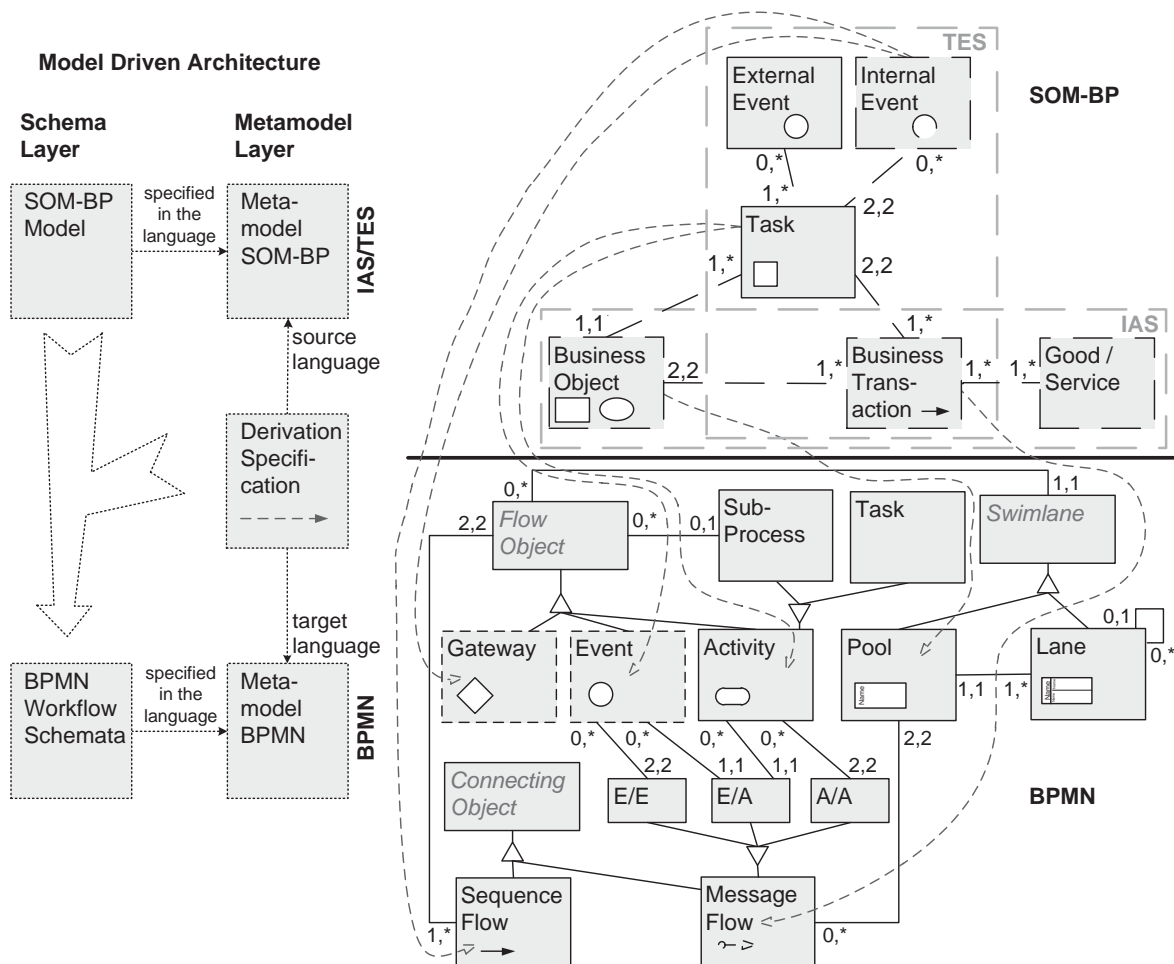 Model Driven Architecture
Schema
Layer
Metamodel
Layer
SOM-BP
Model
specified
in the
language
Meta-
model
SOM-BP
IAS/TES
source
language
Derivation
Specifi-
cation
target
language
BPMN
Workflow
Schemata
specified
in the
language
Meta-
model
BPMN
BPMN
TES
External
Event
Internal
Event
SOM-BP
0,*
0,*
1,*
2,2
Task
1,*
2,2
1,1
1,*
IAS
Business
Object
2,2
1,*
Business
Trans-
action
1,*
1,*
Good /
Service
0,*
1,1
2,2
Flow
Object
0,*
0,1
Sub-
Process
Task
Swimlane
Gateway
Event
Activity
Pool
Name
1,1
1,*
Lane
Name
0,1
0,*
0,*
0,*
0,*
0,*
2,2
2,2
1,1
1,1
2,2
Connecting
Object
E/E
E/A
A/A
BPMN
Sequence
Flow
1,*
Message
Flow
0,*